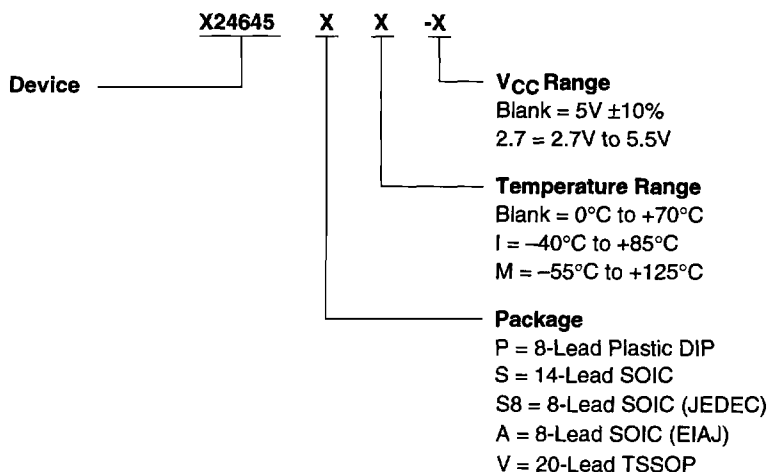 X24645 X X -X
Device
VCC Range
Blank = 5V ±10%
2.7 = 2.7V to 5.5V
Temperature Range
Blank = 0°C to +70°C
I = –40°C to +85°C
M = –55°C to +125°C
Package
P = 8-Lead Plastic DIP
S = 14-Lead SOIC
S8 = 8-Lead SOIC (JEDEC)
A = 8-Lead SOIC (EIAJ)
V = 20-Lead TSSOP